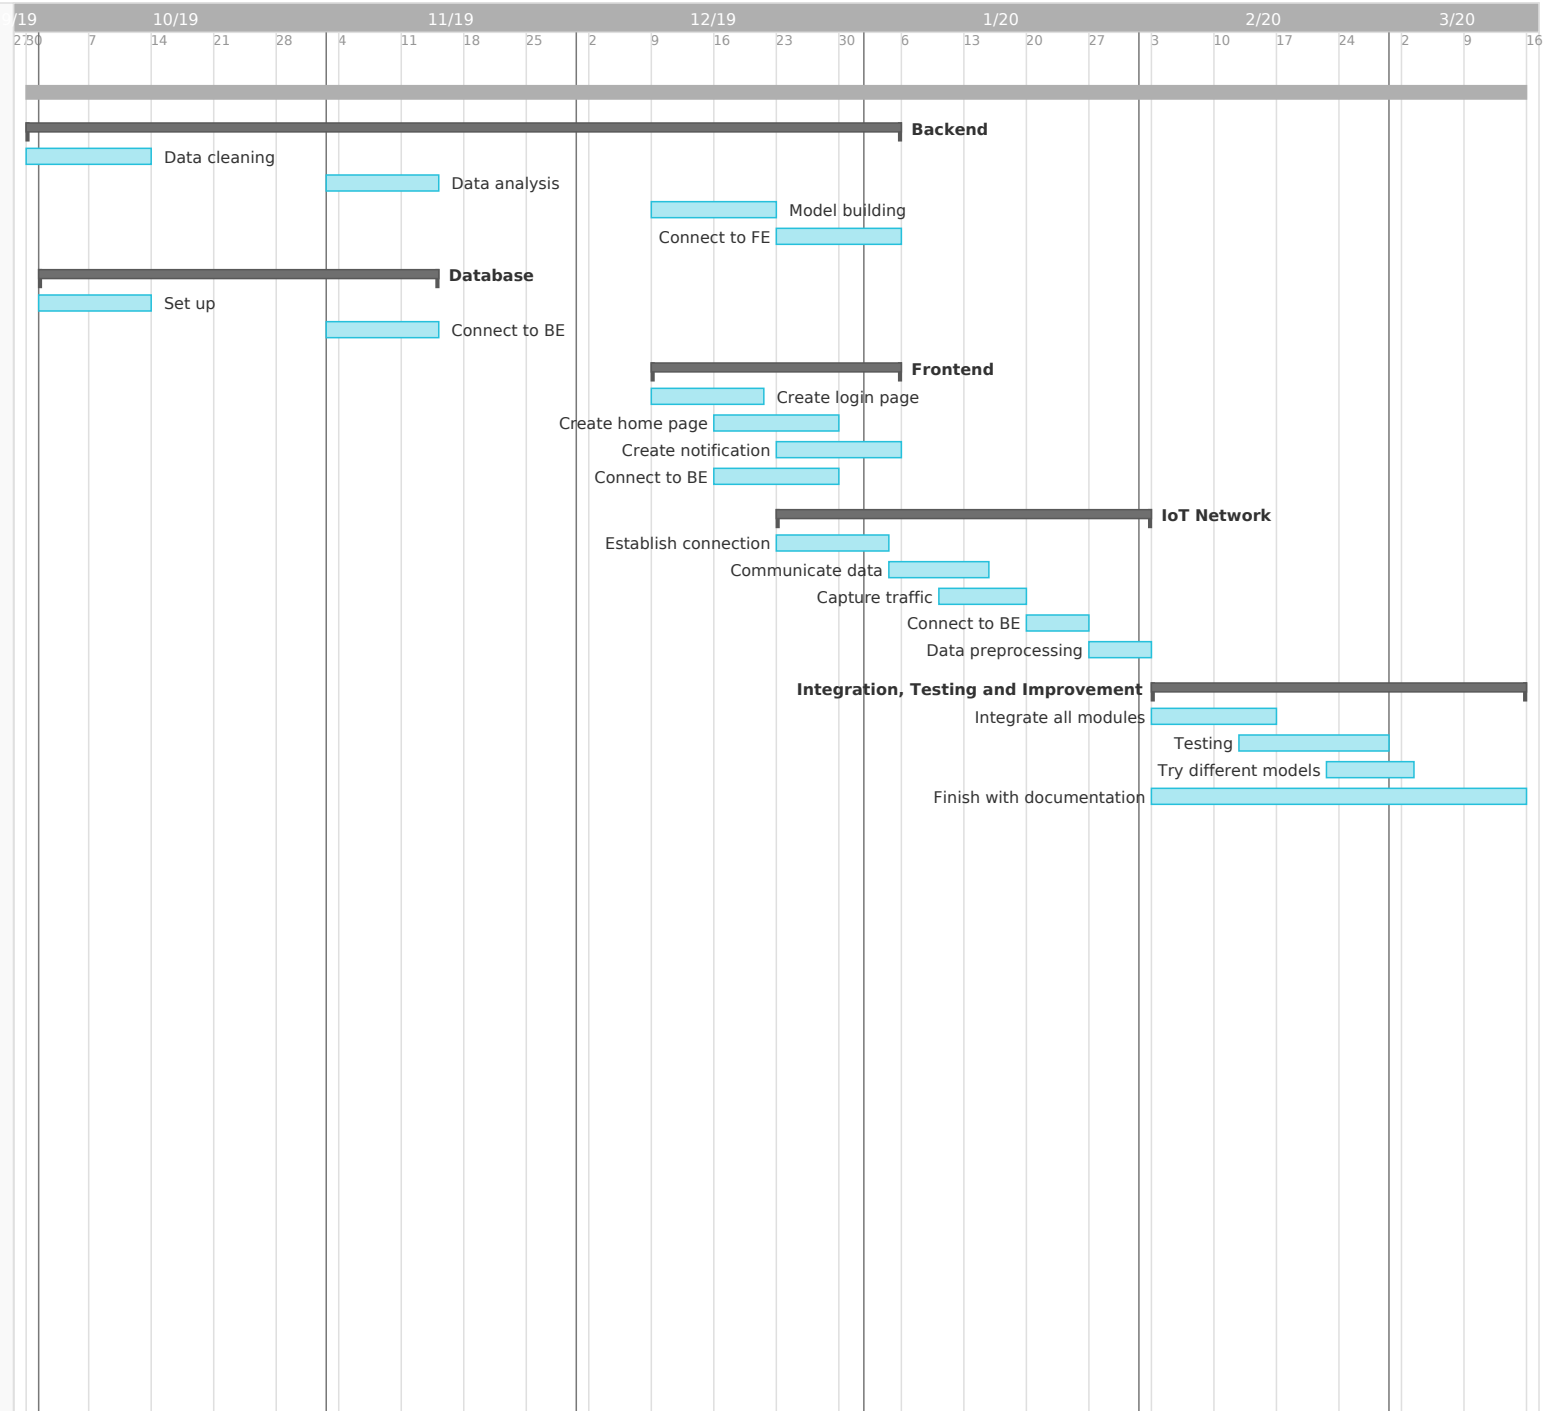 /19 10/19 11/19 12/19 1/20 2/20 3/20
27 30 7 14 21 28 4 11 18 25 2 9 16 23 30 6 13 20 27 3 10 17 24 2 9 16
Backend
Data cleaning
Data analysis
Model building
Connect to FE
Database
Set up
Connect to BE
Frontend
Create login page
Create home page
Create notification
Connect to BE
IoT Network
Establish connection
Communicate data
Capture traffic
Connect to BE
Data preprocessing
Integration, Testing and Improvement
Integrate all modules
Testing
Try different models
Finish with documentation